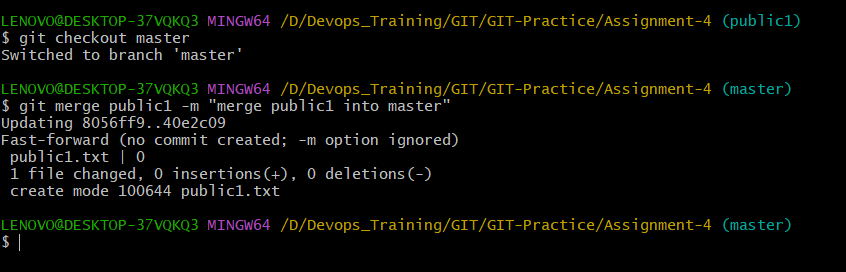 LENOVO@DESKTOP-37VQKQ3 MINGW64 /D/Devops_Training/GIT/GIT-Practice/Assignment-4 (public1)
$ git checkout master
Switched to branch 'master'
LENOVO@DESKTOP-37VQKQ3 MINGW64 /D/Devops_Training/GIT/GIT-Practice/Assignment-4 (master)
$ git merge public1 -m "merge public1 into master"
Updating 8056ff9..40e2c09
Fast-forward (no commit created; -m option ignored)
 public1.txt | 0
 1 file changed, 0 insertions(+), 0 deletions(-)
 create mode 100644 public1.txt
LENOVO@DESKTOP-37VQKQ3 MINGW64 /D/Devops_Training/GIT/GIT-Practice/Assignment-4 (master)
$